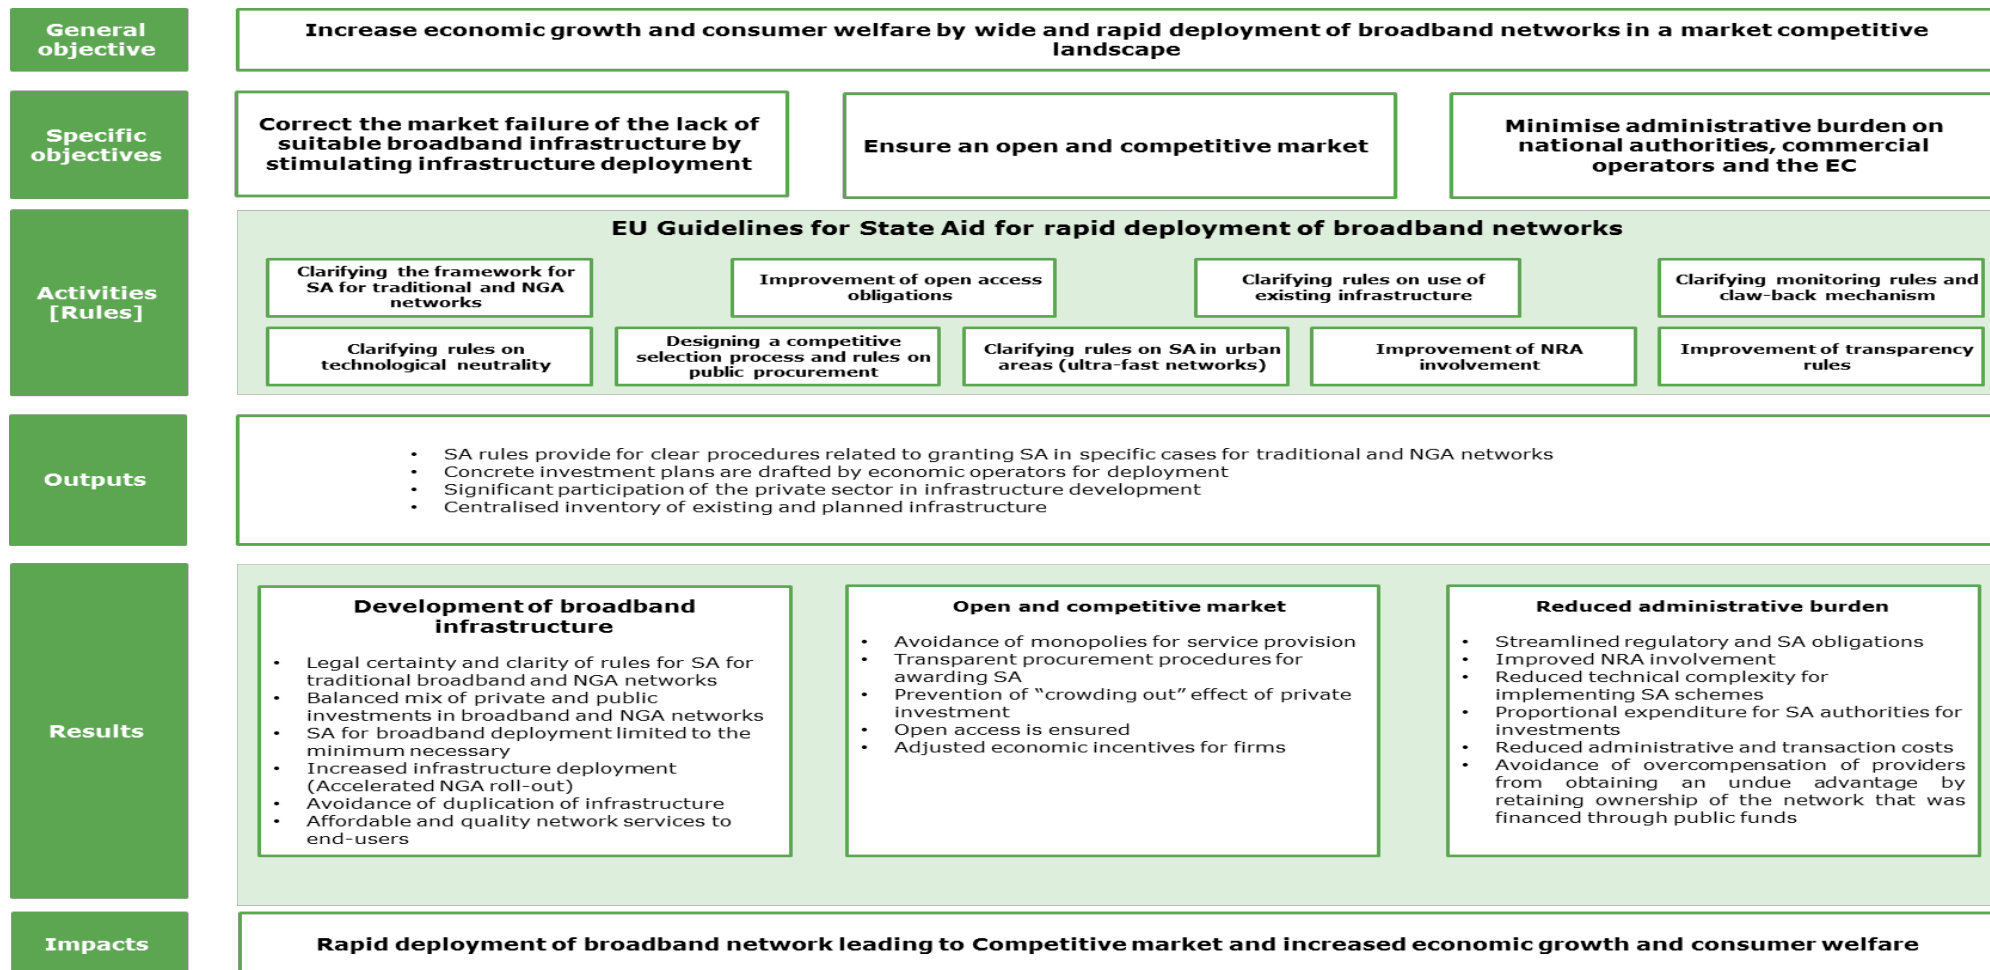 General
objective
Increase economic growth and consumer welfare by wide and rapid deployment of broadband networks in a market competitive
landscape
Specific
objectives
Correct the market failure of the lack of
suitable broadband infrastructure by
stimulating infrastructure deployment
Ensure an open and competitive market
Minimise administrative burden on
national authorities, commercial
operators and the EC
Activities
[Rules]
EU Guidelines for State Aid for rapid deployment of broadband networks
Clarifying the framework for
SA for traditional and NGA
networks
Improvement of open access
obligations
Clarifying rules on use of
existing infrastructure
Clarifying monitoring rules and
claw-back mechanism
Clarifying rules on
technological neutrality
Designing a competitive
selection process and rules on
public procurement
Clarifying rules on SA in urban
areas (ultra-fast networks)
Improvement of NRA
involvement
Improvement of transparency
rules
Outputs
• SA rules provide for clear procedures related to granting SA in specific cases for traditional and NGA networks
• Concrete investment plans are drafted by economic operators for deployment
• Significant participation of the private sector in infrastructure development
• Centralised inventory of existing and planned infrastructure
Results
Development of broadband
infrastructure
• Legal certainty and clarity of rules for SA for
traditional broadband and NGA networks
• Balanced mix of private and public
investments in broadband and NGA networks
• SA for broadband deployment limited to the
minimum necessary
• Increased infrastructure deployment
(Accelerated NGA roll-out)
• Avoidance of duplication of infrastructure
• Affordable and quality network services to
end-users
Open and competitive market
• Avoidance of monopolies for service provision
• Transparent procurement procedures for
awarding SA
• Prevention of “crowding out” effect of private
investment
• Open access is ensured
• Adjusted economic incentives for firms
Reduced administrative burden
• Streamlined regulatory and SA obligations
• Improved NRA involvement
• Reduced technical complexity for
implementing SA schemes
• Proportional expenditure for SA authorities for
investments
• Reduced administrative and transaction costs
• Avoidance of overcompensation of providers
from obtaining an undue advantage by
retaining ownership of the network that was
financed through public funds
Impacts
Rapid deployment of broadband network leading to Competitive market and increased economic growth and consumer welfare